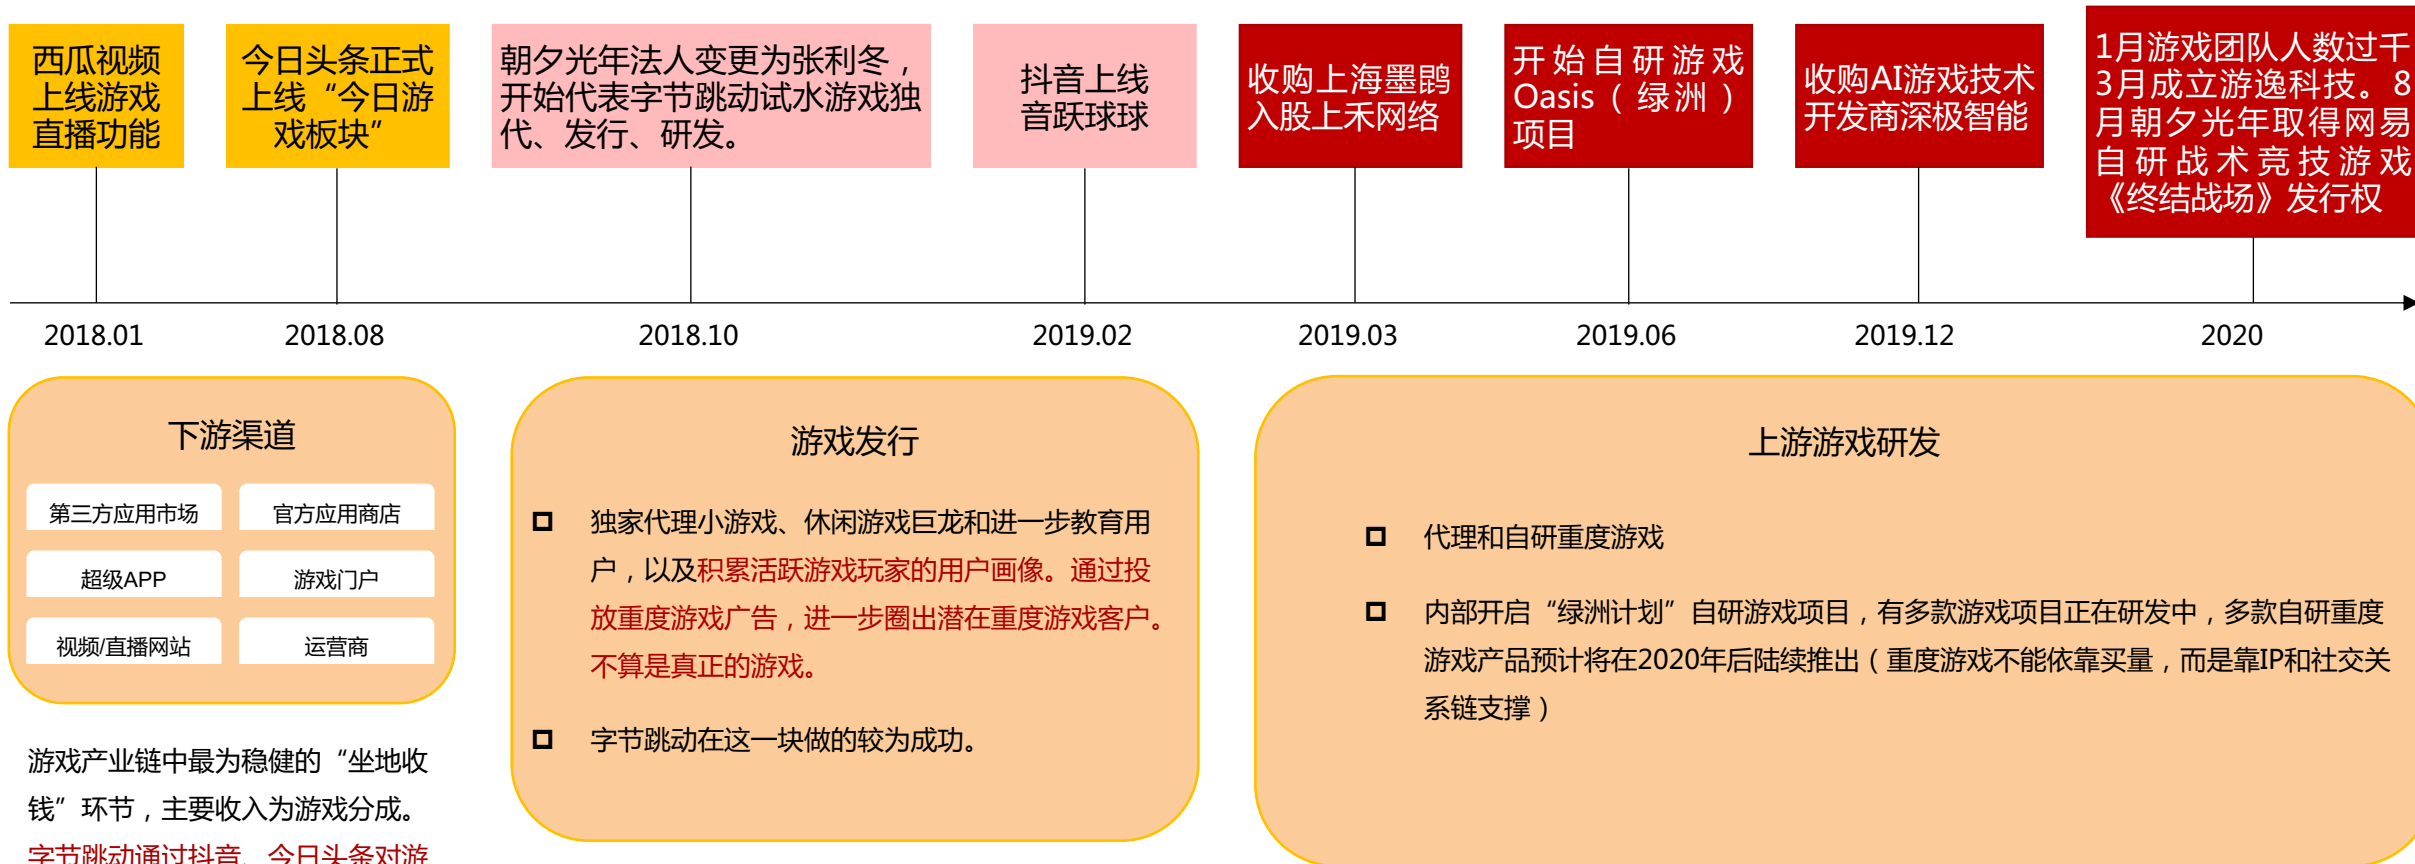 西瓜视频
上线游戏
直播功能
今日头条正式
上线“今日游
戏板块”
朝夕光年法人变更为张利冬，
开始代表字节跳动试水游戏独
代、发行、研发。
抖音上线
音跃球球
收购上海墨鹍
入股上禾网络
开始自研游戏
Oasis（绿洲）
项目
收购AI游戏技术
开发商深极智能
1月游戏团队人数过千
3月成立游逸科技。8
月朝夕光年取得网易
自研战术竞技游戏
《终结战场》发行权
2018.01
2018.08
2018.10
2019.02
2019.03
2019.06
2019.12
2020
下游渠道
第三方应用市场
官方应用商店
超级APP
游戏门户
视频/直播网站
运营商
游戏产业链中最为稳健的“坐地收
钱”环节，主要收入为游戏分成。
字节跳动通过抖音、今日头条对游
游戏发行
独家代理小游戏、休闲游戏巨龙和进一步教育用
户，以及积累活跃游戏玩家的用户画像。通过投
放重度游戏广告，进一步圈出潜在重度游戏客户。
不算是真正的游戏。
字节跳动在这一块做的较为成功。
上游游戏研发
代理和自研重度游戏
内部开启“绿洲计划”自研游戏项目，有多款游戏项目正在研发中，多款自研重度
游戏产品预计将在2020年后陆续推出（重度游戏不能依靠买量，而是靠IP和社交关
系链支撑）